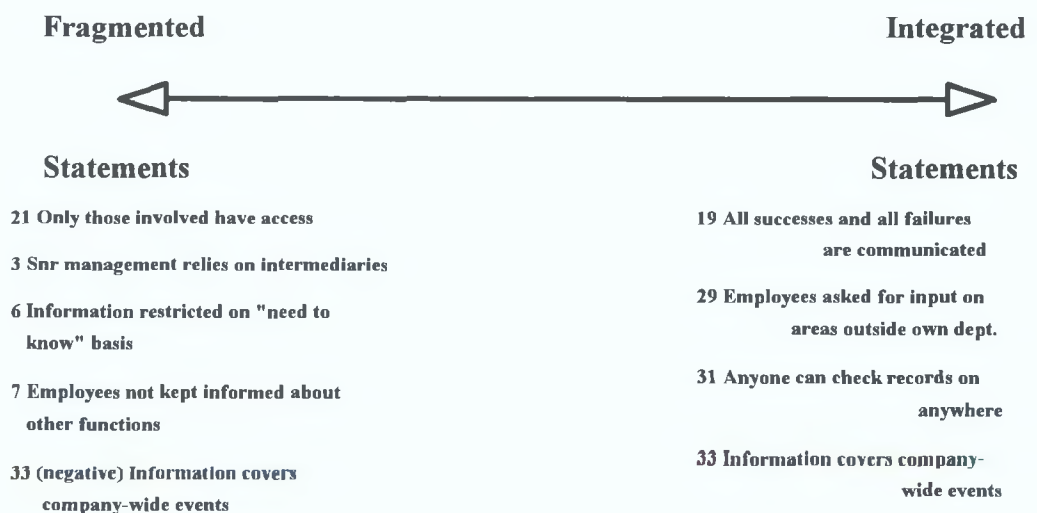 Fragmented
Integrated
Statements
Statements
21 Only those involved have access
3 Snr management relies on intermediaries
6 Information restricted on "need to
know" basis
7 Employees not kept informed about
other functions
33 (negative) Information covers
company-wide events
19 All successes and all failures
are communicated
29 Employees asked for input on
areas outside own dept.
31 Anyone can check records on
anywhere
33 Information covers company-
wide events